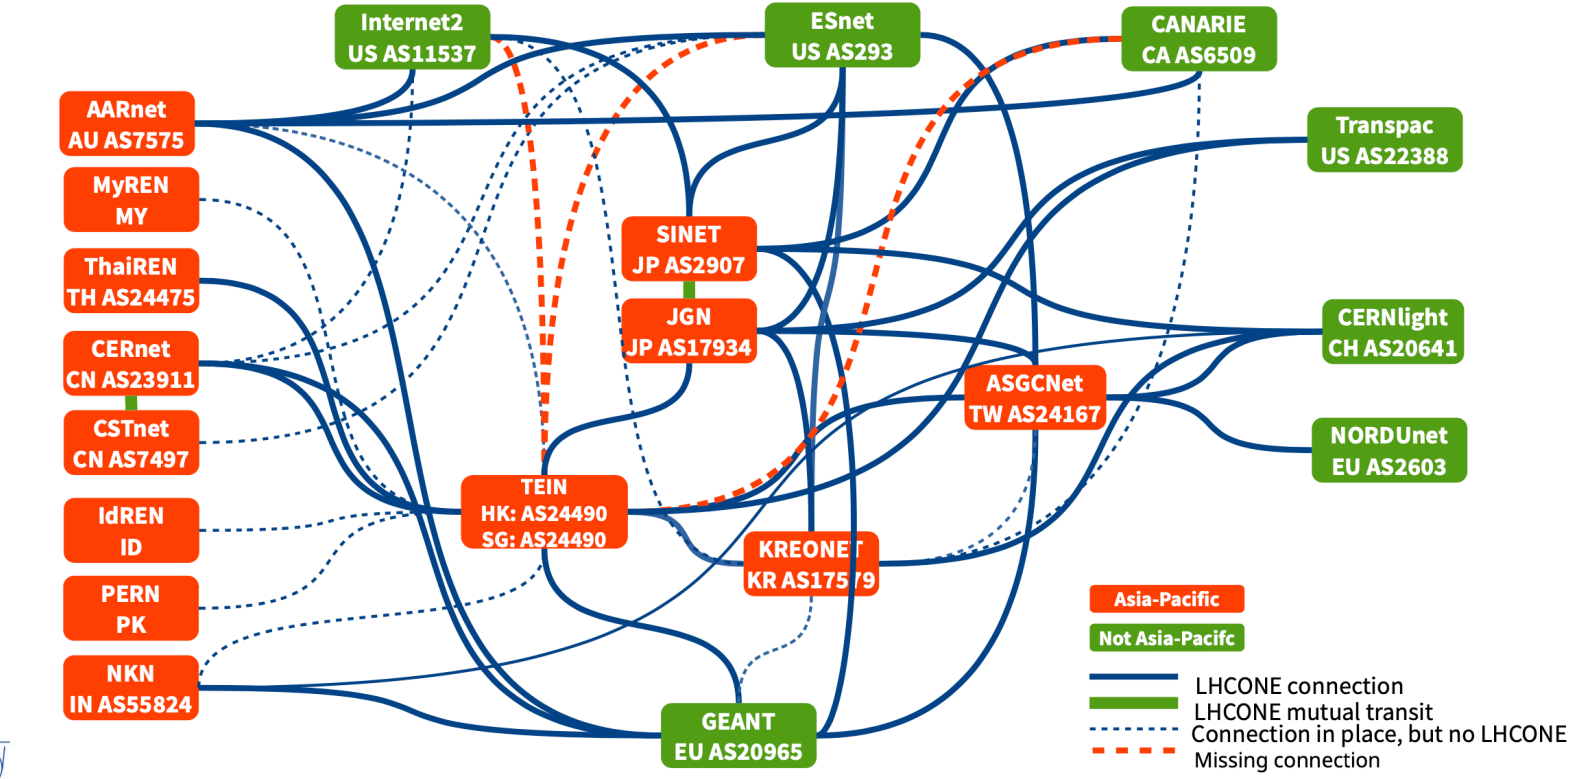 Internet2
US AS11537
ESnet
US AS293
CANARIE
CA AS6509
AARnet
AU AS7575
Transpac
US AS22388
MyREN
MY
SINET
JP AS2907
ThaiREN
TH AS24475
JGN
JP AS17934
CERNlight
CH AS20641
CERnet
CN AS23911
ASGCNet
TW AS24167
CSTnet
CN AS7497
NORDUnet
EU AS2603
TEIN
HK: AS24490
SG: AS24490
IdREN
ID
KREONET
KR AS17579
PERN
PK
NKN
IN AS55824
GEANT
EU AS20965
Asia-Pacific
Not Asia-Pacifc
LHCONE connection
LHCONE mutual transit
Connection in place, but no LHCONE
Missing connection